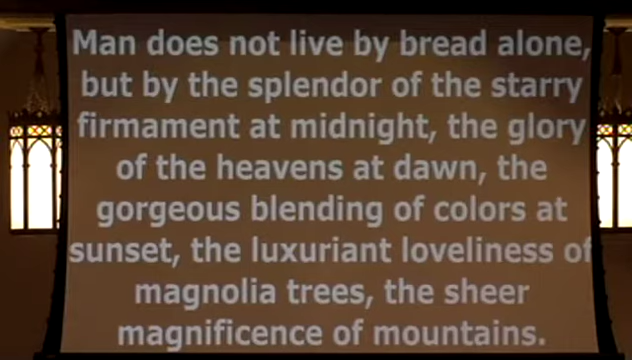 Man does not live by bread alone,
but by the splendor of the starry
firmament at midnight, the glory
of the heavens at dawn, the
gorgeous blending of colors at
sunset, the luxuriant loveliness of
magnolia trees, the sheer
magnificence of mountains.